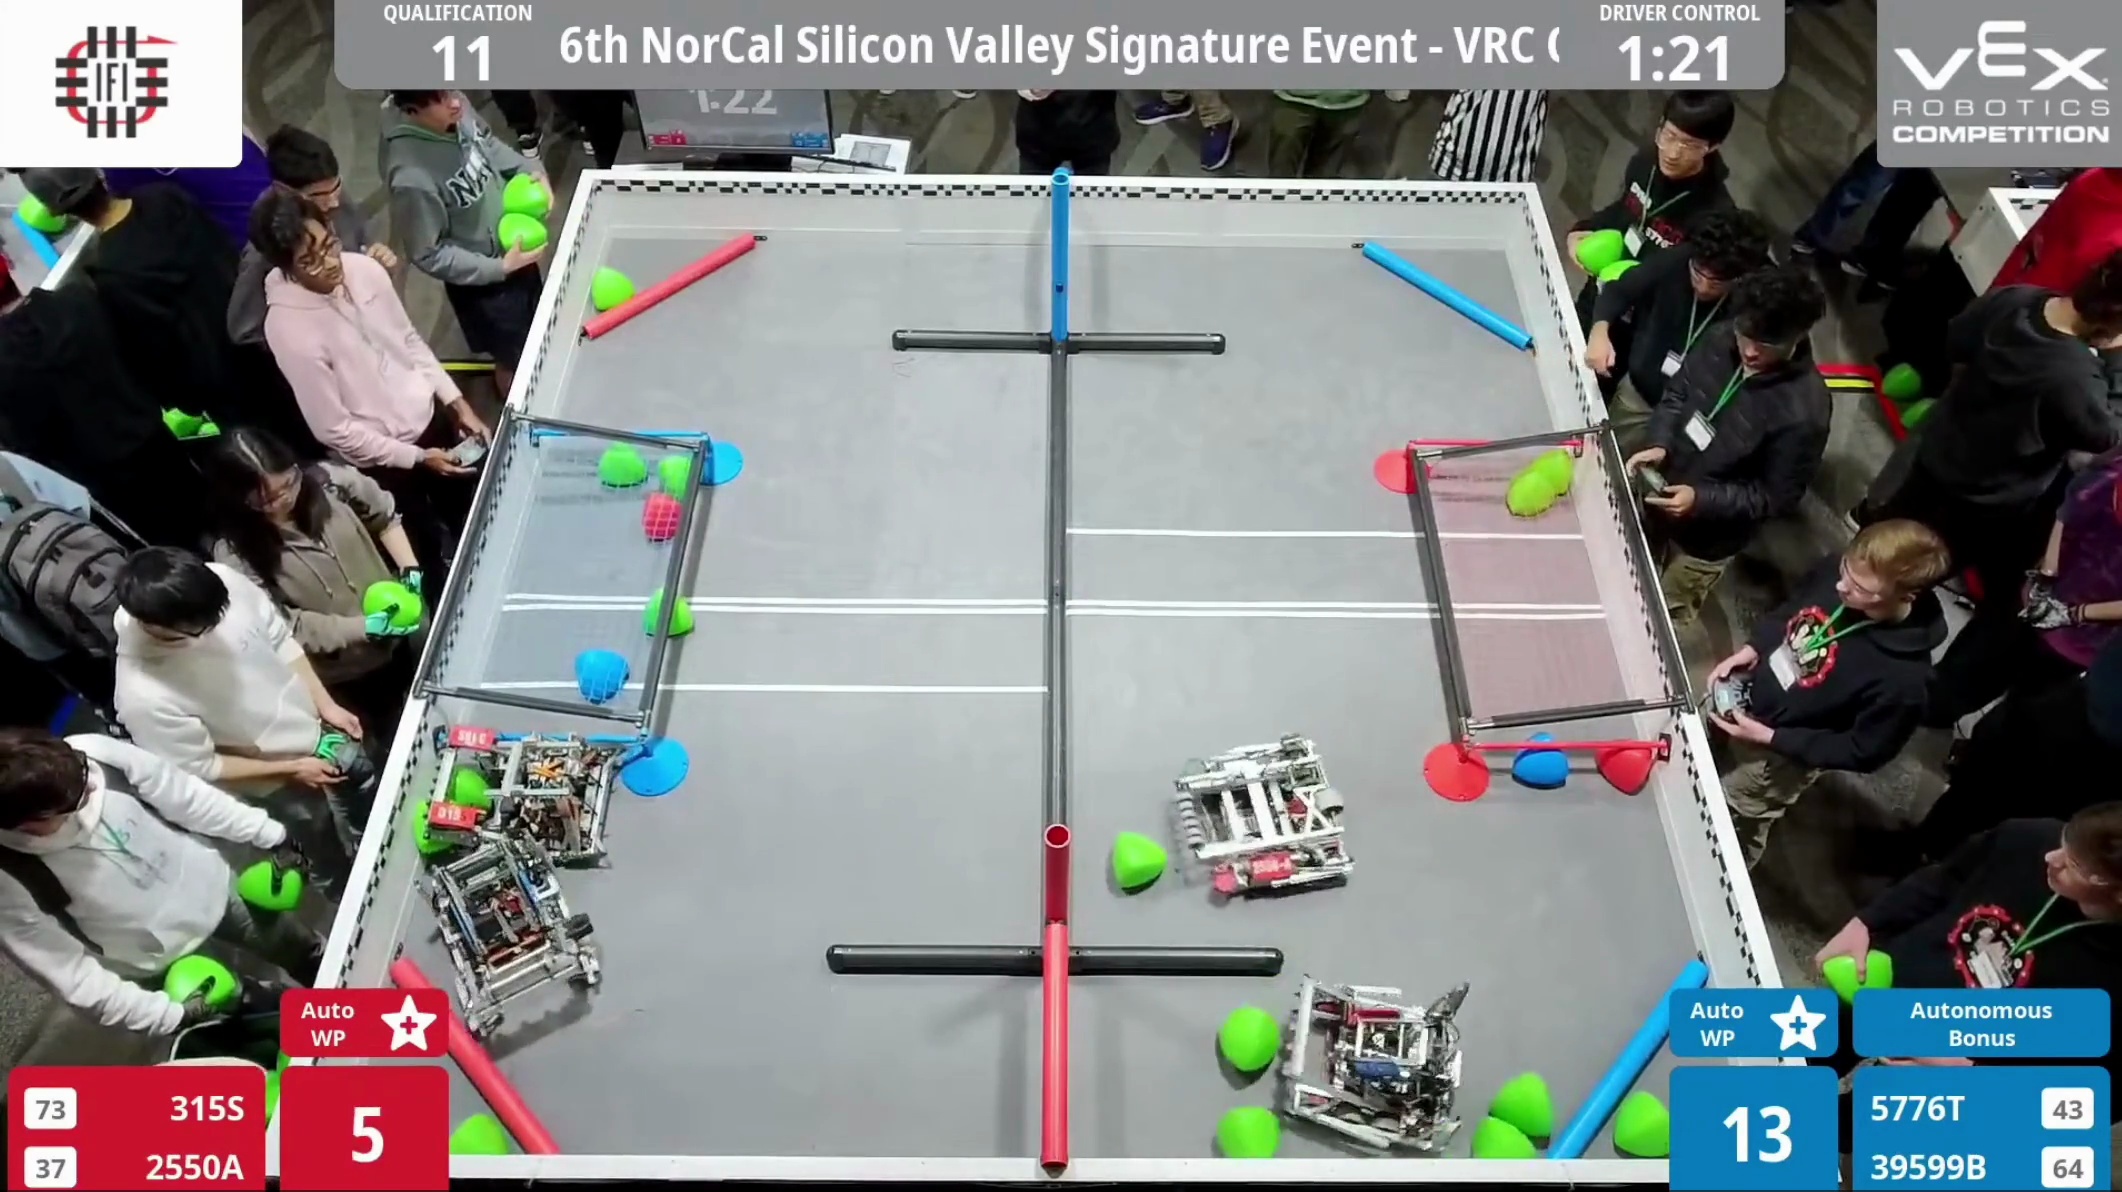 QUALIFICATION
11
6th NorCal Silicon Valley Signature Event - VRC
DRIVER CONTROL
1:21
IFI
VEX
ROBOTICS
COMPETITION
1:22
315S
Auto
WP
73 315S
37 2550A
5
Auto
WP
Autonomous
Bonus
13
5776T 43
39599B 64